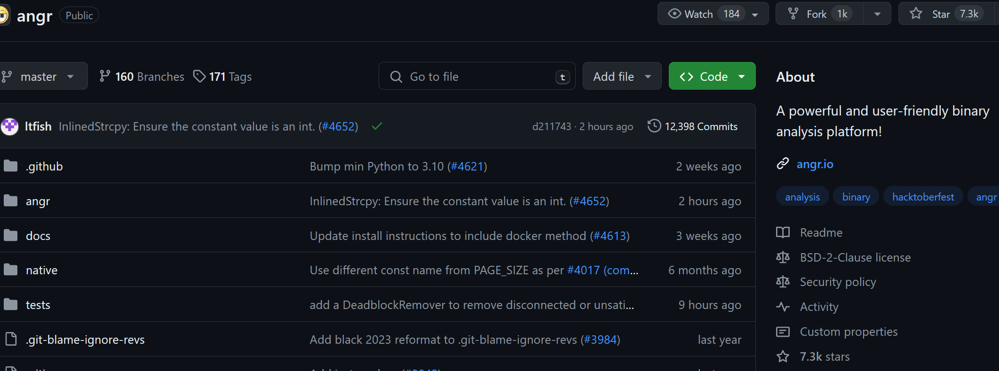 angr Public Watch 184 Fork 1k Star 7.3k
master 160 Branches 171 Tags Go to file t Add file Code
ltfish InlinedStrcpy: Ensure the constant value is an int. (#4652) d211743 · 2 hours ago 12,398 Commits
.github Bump min Python to 3.10 (#4621) 2 weeks ago
angr InlinedStrcpy: Ensure the constant value is an int. (#4652) 2 hours ago
docs Update install instructions to include docker method (#4613) 3 weeks ago
native Use different const name from PAGE_SIZE as per #4017 (com... 6 months ago
tests add a DeadblockRemover to remove disconnected or unsati... 9 hours ago
.git-blame-ignore-revs Add black 2023 reformat to .git-blame-ignore-revs (#3984) last year
About
A powerful and user-friendly binary
analysis platform!
angr.io
analysis binary hacktoberfest angr
Readme
BSD-2-Clause license
Security policy
Activity
Custom properties
7.3k stars